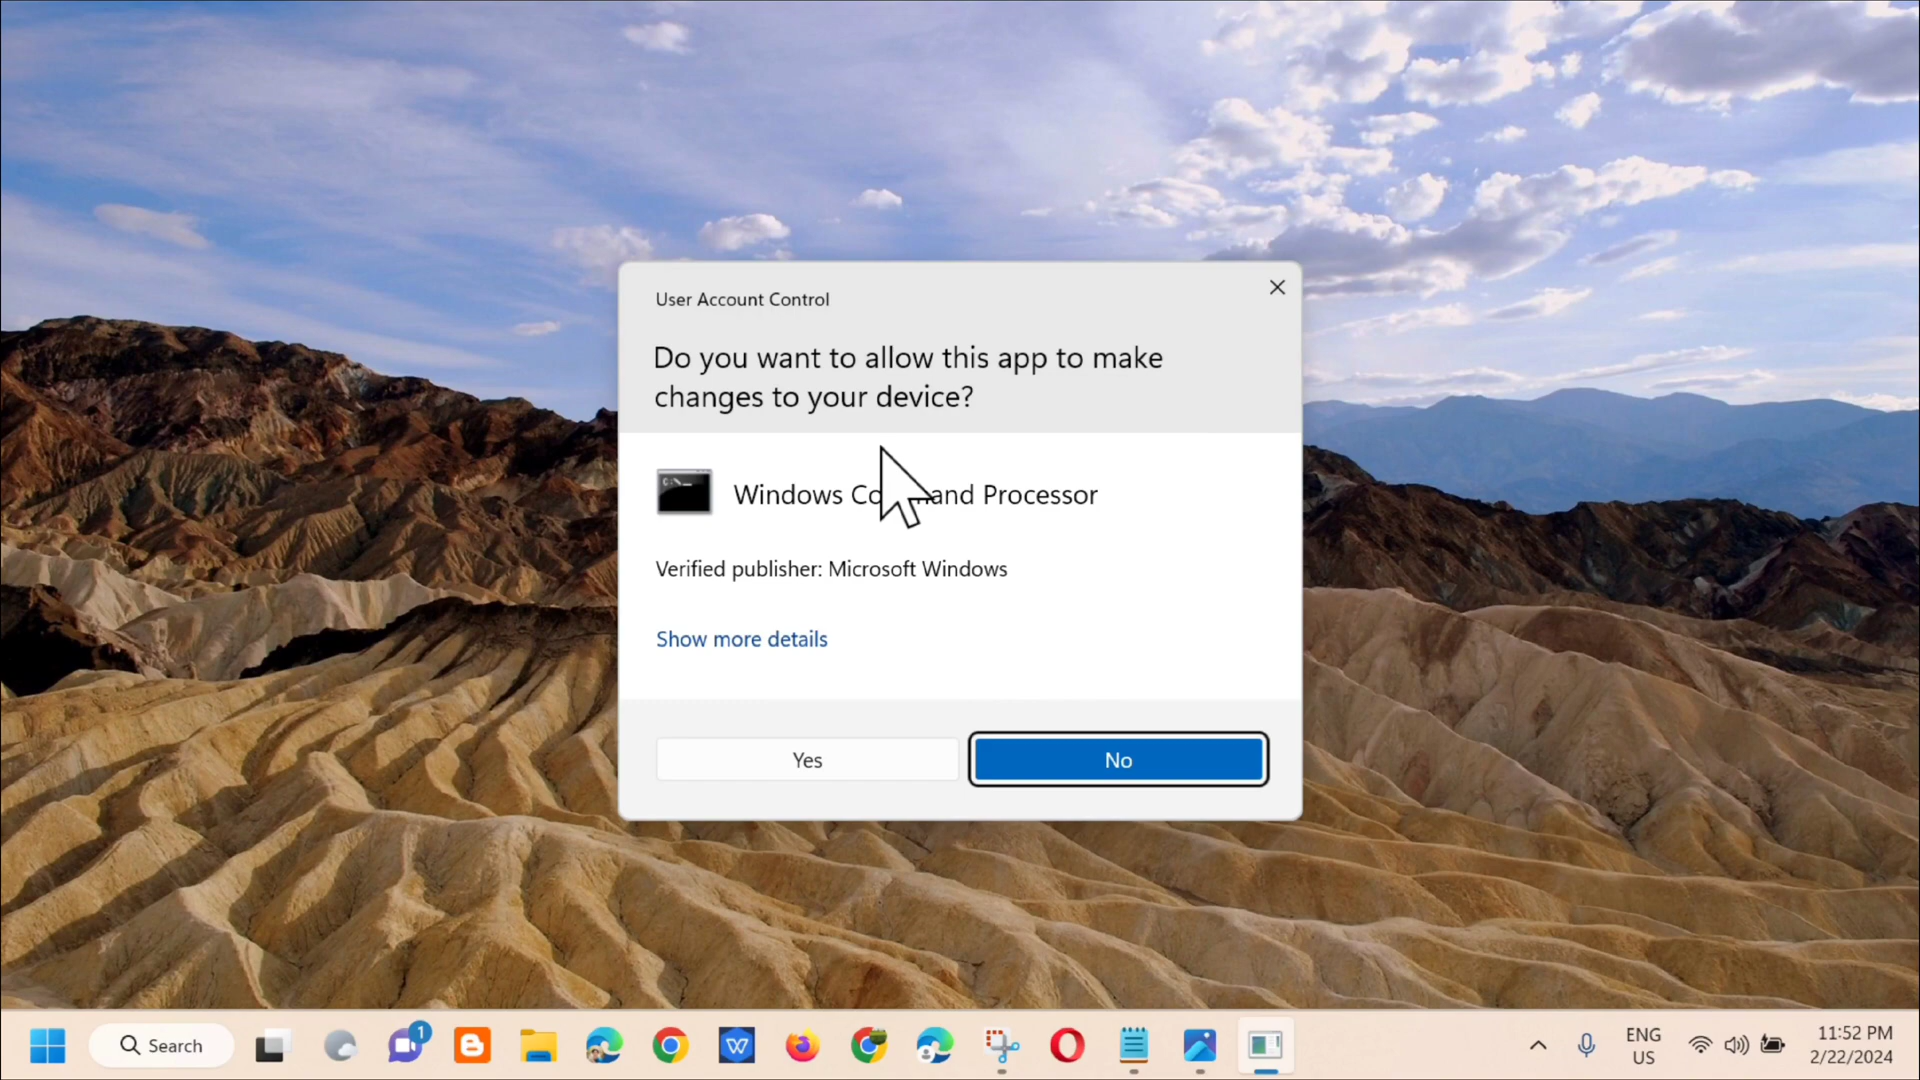 User Account Control
Do you want to allow this app to make
changes to your device?
C:\_
Windows Co and Processor
Verified publisher: Microsoft Windows
Show more details
Yes
No
Search
1
ENG
US
11:52 PM
2/22/2024